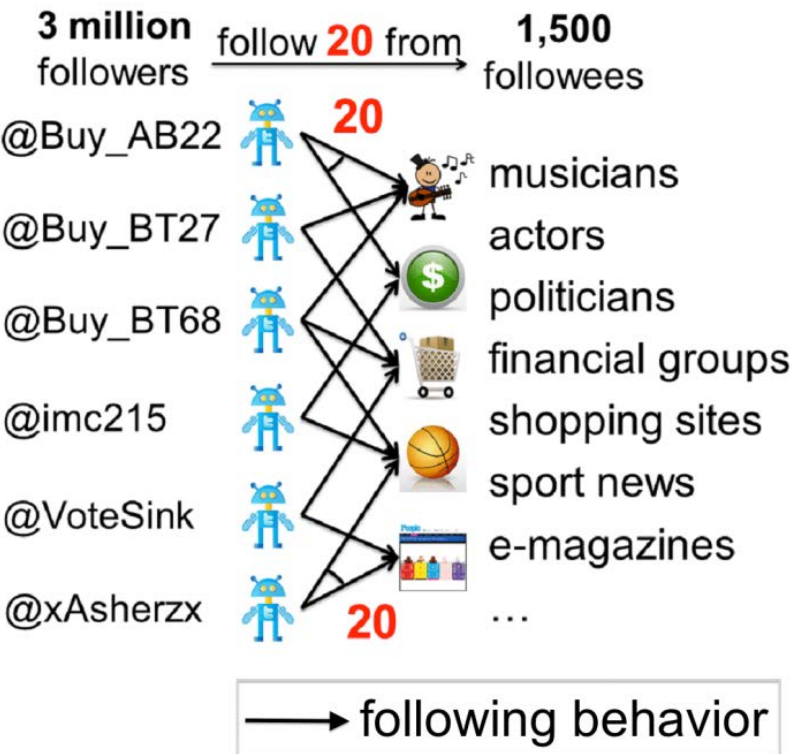 3 million
followers
follow 20 from
1,500
followees
20
@Buy_AB22
@Buy_BT27
@Buy_BT68
@imc215
@VoteSink
@xAsherzx
$
musicians
actors
politicians
financial groups
shopping sites
sport news
e-magazines
...
People
20
following behavior